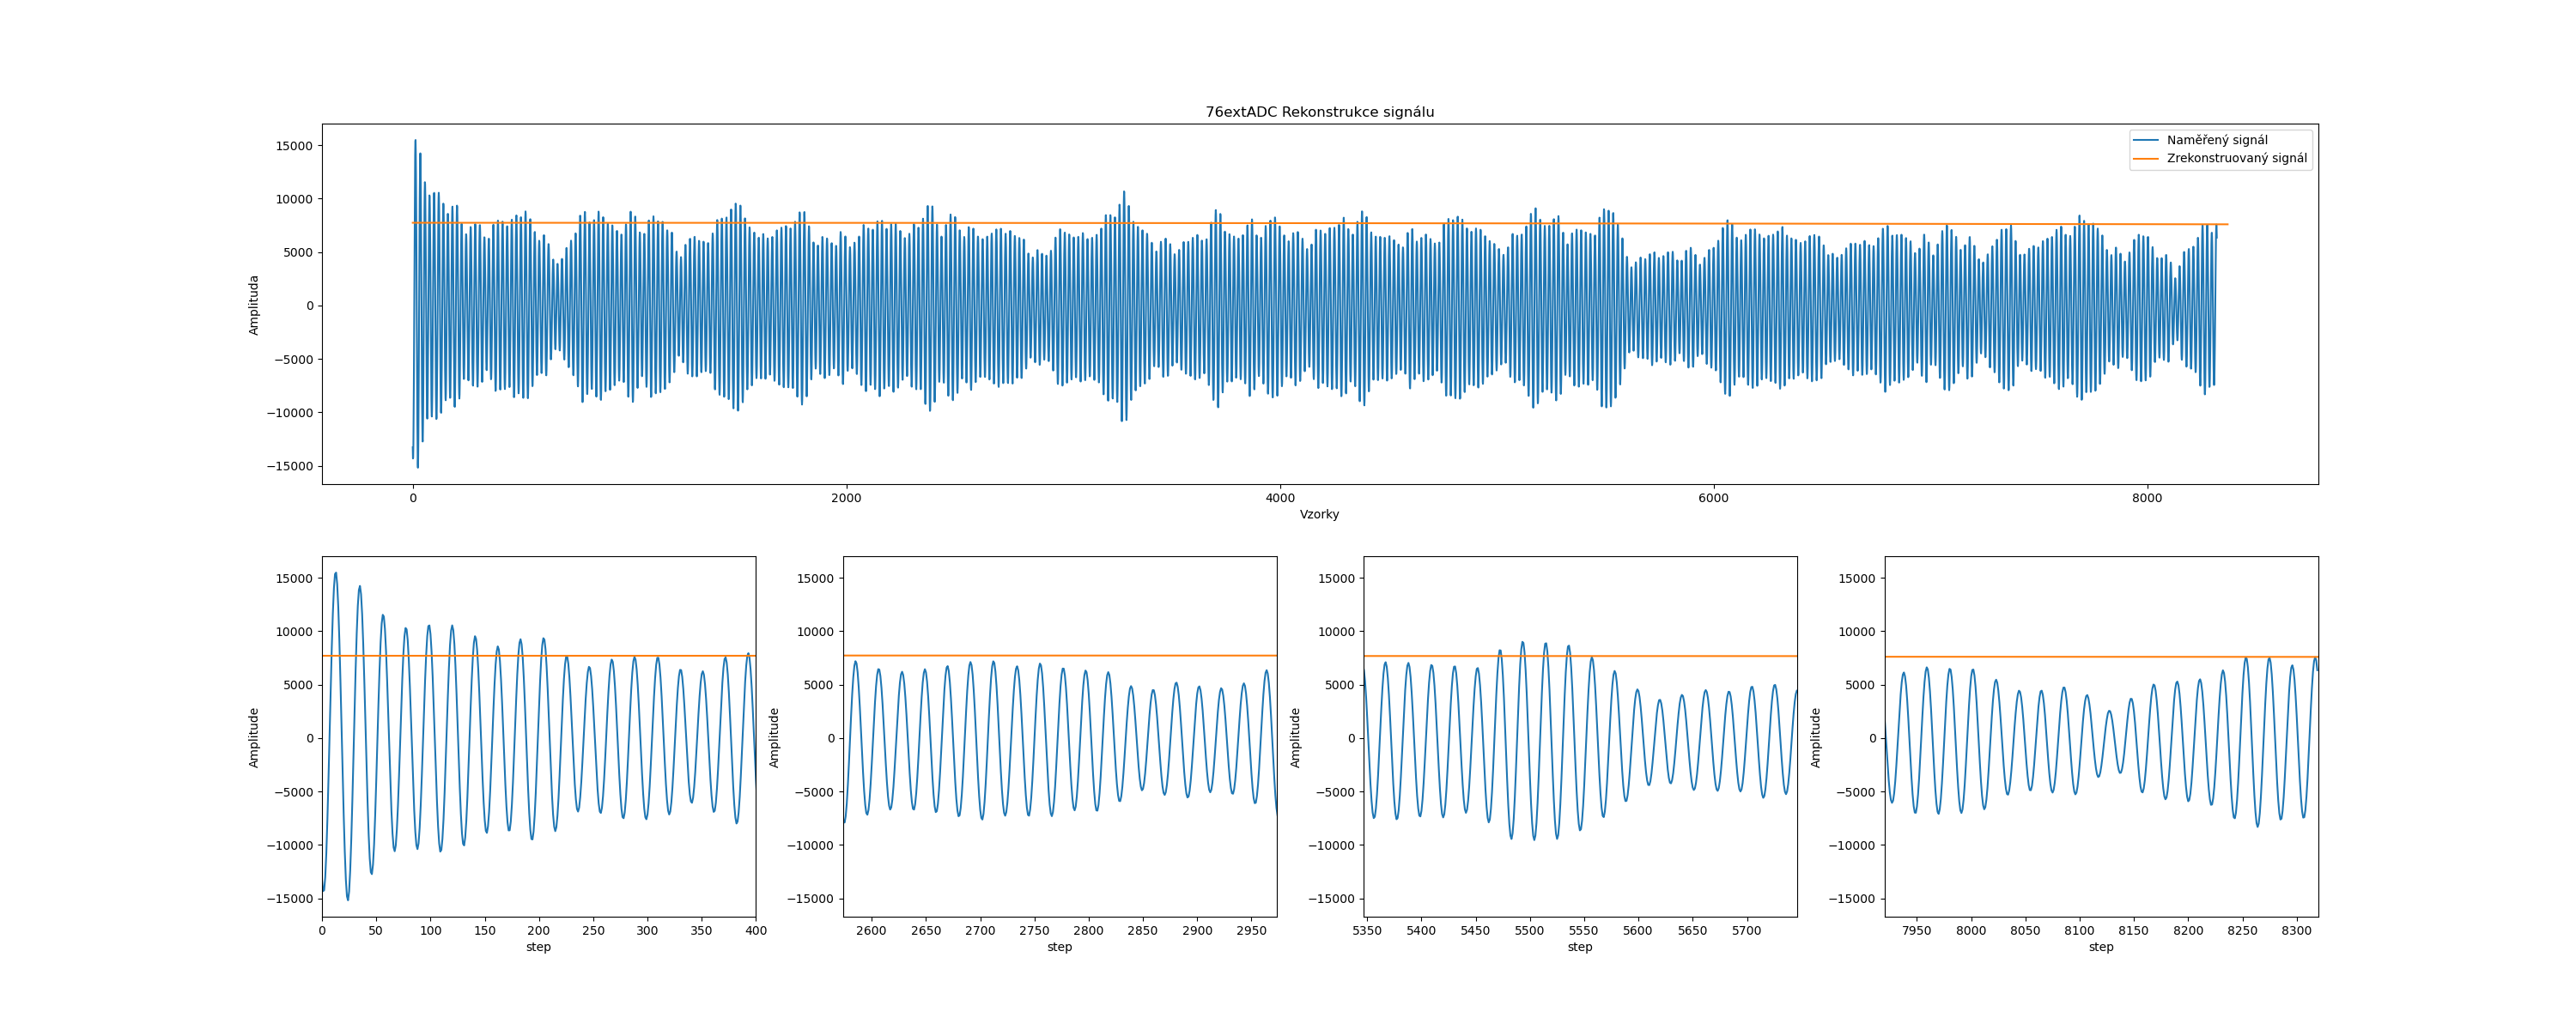 76extADC Rekonstrukce signálu
Naměřený signál
Zrekonstruovaný signál
15000
10000
5000
0
−5000
−10000
−15000
Amplituda
0 2000 4000 6000 8000
Vzorky
15000
10000
5000
0
−5000
−10000
−15000
Amplitude
0 50 100 150 200 250 300 350 400
step
15000
10000
5000
0
−5000
−10000
−15000
Amplitude
2600 2650 2700 2750 2800 2850 2900 2950
step
15000
10000
5000
0
−5000
−10000
−15000
Amplitude
5350 5400 5450 5500 5550 5600 5650 5700
step
15000
10000
5000
0
−5000
−10000
−15000
Amplitude
7950 8000 8050 8100 8150 8200 8250 8300
step